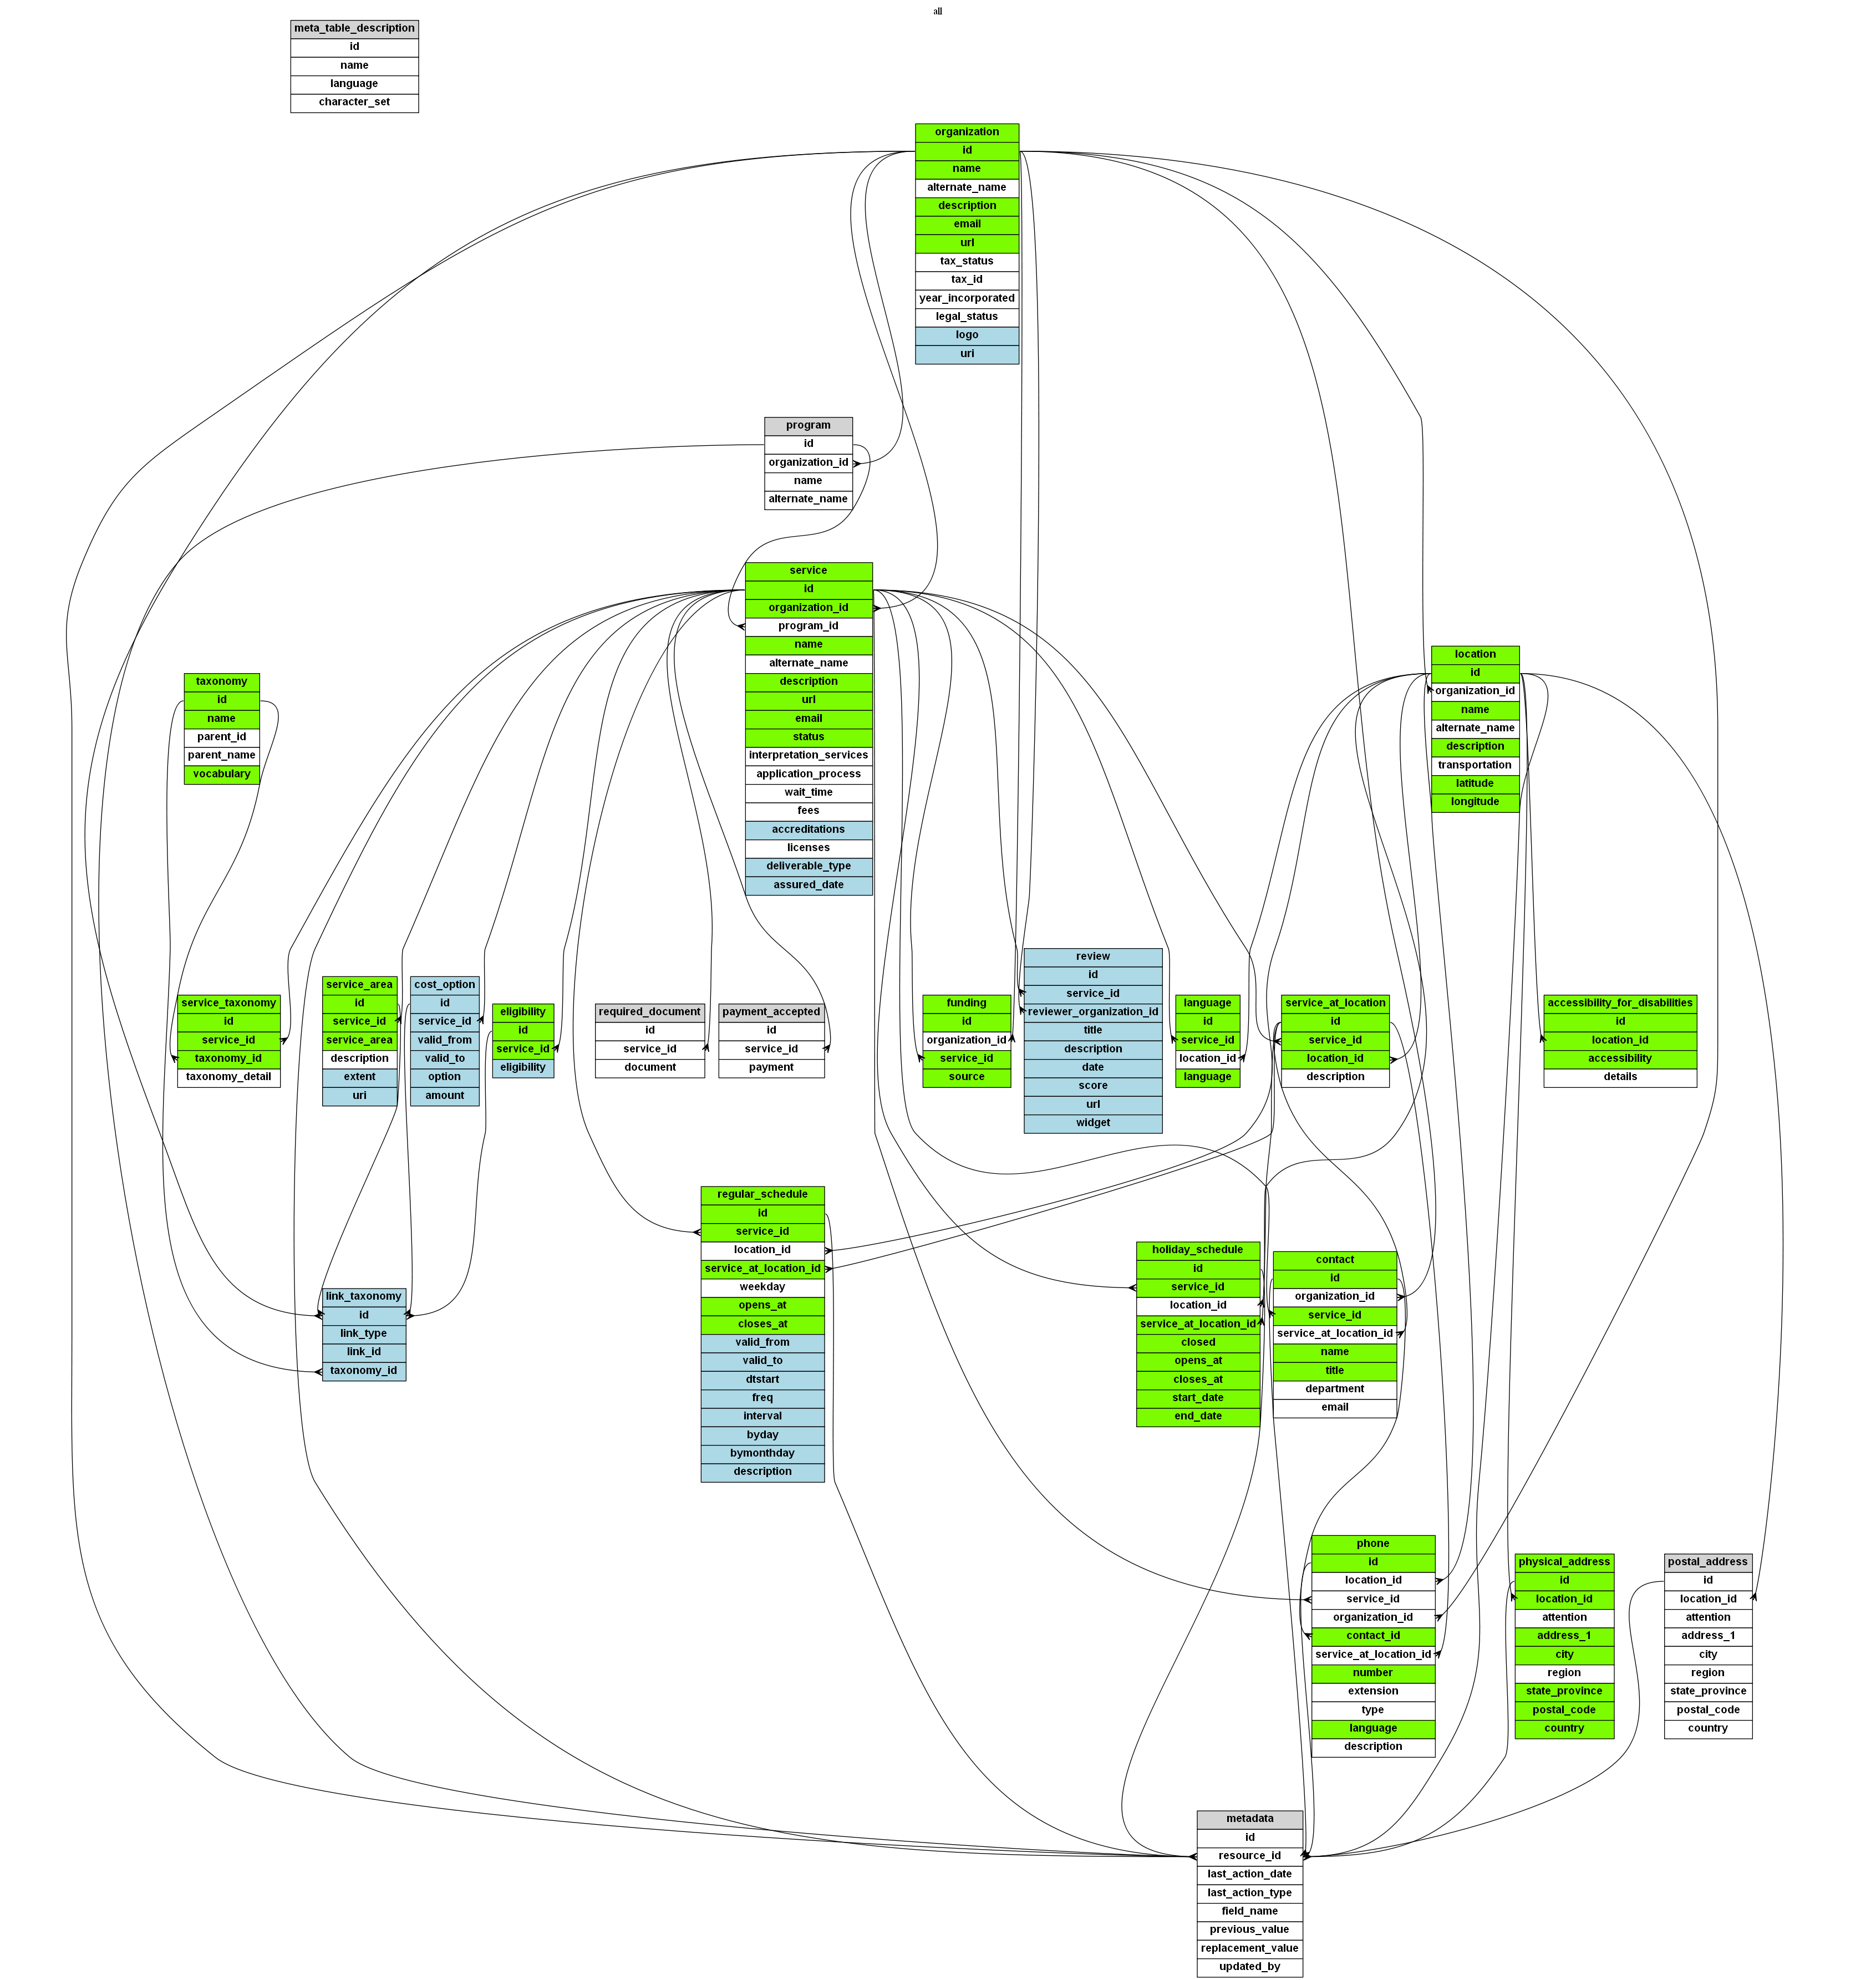 all
meta_table_description
id
name
language
character_set
organization
id
name
alternate_name
description
email
url
tax_status
tax_id
year_incorporated
legal_status
logo
uri
program
id
organization_id
name
alternate_name
service
id
organization_id
program_id
name
alternate_name
description
url
email
status
interpretation_services
application_process
wait_time
fees
accreditations
licenses
deliverable_type
assured_date
location
id
organization_id
name
alternate_name
description
transportation
latitude
longitude
taxonomy
id
name
parent_id
parent_name
vocabulary
service_taxonomy
id
service_id
taxonomy_id
taxonomy_detail
service_area
id
service_id
service_area
description
extent
uri
cost_option
id
service_id
valid_from
valid_to
option
amount
eligibility
id
service_id
eligibility
required_document
id
service_id
document
payment_accepted
id
service_id
payment
funding
id
organization_id
service_id
source
review
id
service_id
reviewer_organization_id
title
description
date
score
url
widget
language
id
service_id
location_id
language
service_at_location
id
service_id
location_id
description
accessibility_for_disabilities
id
location_id
accessibility
details
regular_schedule
id
service_id
location_id
service_at_location_id
weekday
opens_at
closes_at
valid_from
valid_to
dtstart
freq
interval
byday
bymonthday
description
holiday_schedule
id
service_id
location_id
service_at_location_id
closed
opens_at
closes_at
start_date
end_date
contact
id
organization_id
service_id
service_at_location_id
name
title
department
email
link_taxonomy
id
link_type
link_id
taxonomy_id
phone
id
location_id
service_id
organization_id
contact_id
service_at_location_id
number
extension
type
language
description
physical_address
id
location_id
attention
address_1
city
region
state_province
postal_code
country
postal_address
id
location_id
attention
address_1
city
region
state_province
postal_code
country
metadata
id
resource_id
last_action_date
last_action_type
field_name
previous_value
replacement_value
updated_by